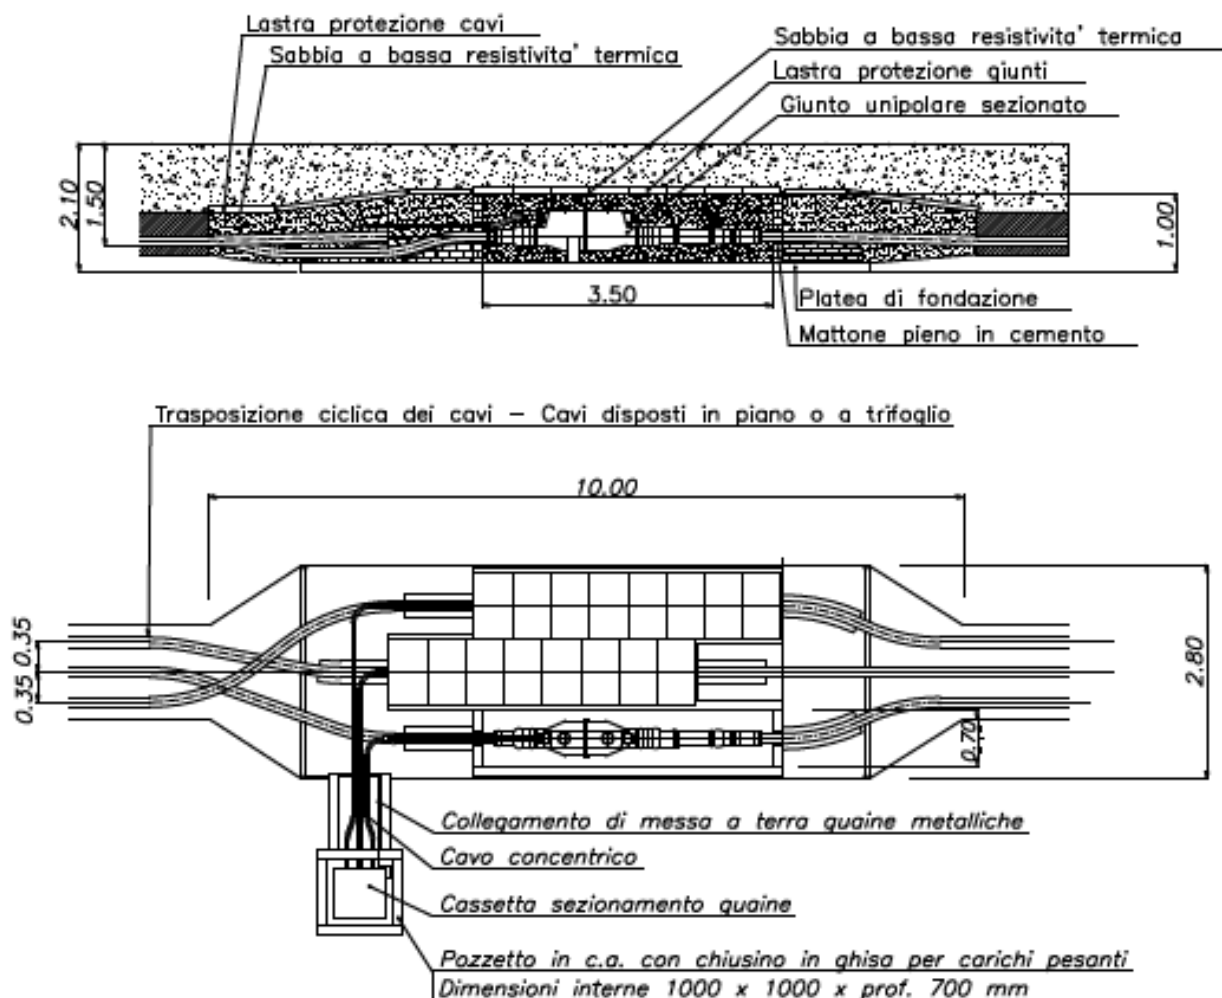 Lastra protezione cavi
Sabbia a bassa resistivita' termica
Sabbia a bassa resistivita' termica
Lastra protezione giunti
Giunto unipolare sezionato
2.10
1.50
1.00
3.50
Platea di fondazione
Mattone pieno in cemento
Trasposizione ciclica dei cavi – Cavi disposti in piano o a trifoglio
10.00
0.35
0.35
2.80
0.70
Collegamento di messa a terra guaine metalliche
Cavo concentrico
Cassetta sezionamento guaine
Pozzetto in c.a. con chiusino in ghisa per carichi pesanti
Dimensioni interne 1000 x 1000 x prof. 700 mm